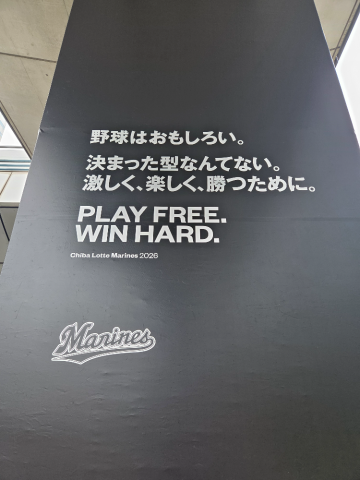 野球はおもしろい。
決まった型なんてない。
激しく、楽しく、勝つために。
PLAY FREE.
WIN HARD.
Chiba Lotte Marines 2026
Marines